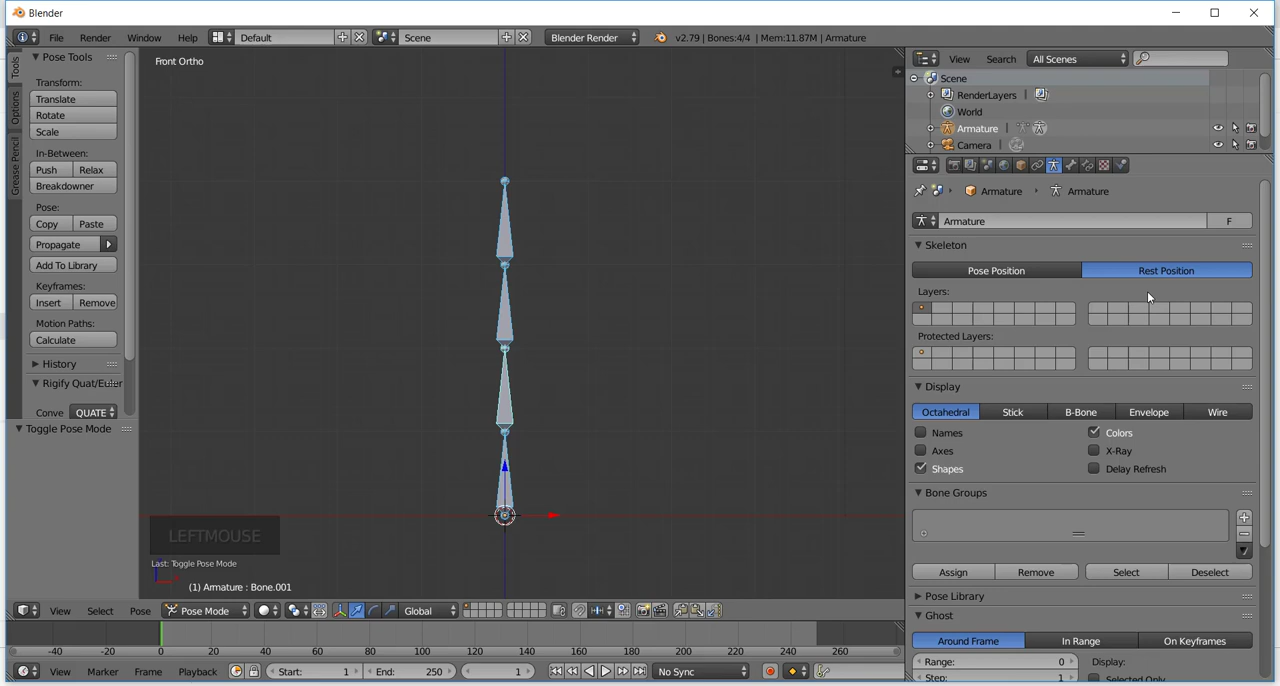 Blender
File Render Window Help Default Scene Blender Render v2.79 | Bones:4/4 | Mem:11.87M | Armature
Tools
Options
Grease Pencil
Pose Tools
Transform:
Translate
Rotate
Scale
In-Between:
Push Relax
Breakdowner
Pose:
Copy Paste
Propagate
Add To Library
Keyframes:
Insert Remove
Motion Paths:
Calculate
History
Rigify Quat/Euler
Conve QUATE
Toggle Pose Mode
Front Ortho
LEFTMOUSE
Last: Toggle Pose Mode
(1) Armature : Bone.001
View Select Pose Pose Mode Global
-40 -20 0 20 40 60 80 100 120 140 160 180 200 220 240 260
View Marker Frame Playback Start: 1 End: 250 1 No Sync
View Search All Scenes
Scene
RenderLayers
World
Armature
Camera
Armature Armature
Armature F
Skeleton
Pose Position Rest Position
Layers:
Protected Layers:
Display
Octahedral Stick B-Bone Envelope Wire
Names Colors
Axes X-Ray
Shapes Delay Refresh
Bone Groups
Assign Remove Select Deselect
Pose Library
Ghost
Around Frame In Range On Keyframes
Range: 0 Display:
Step: 1 Selected Only